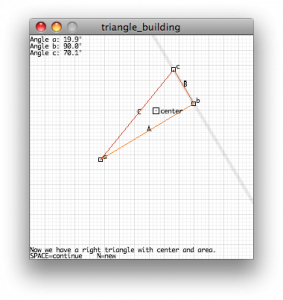 triangle_building
Angle a: 19.9°
Angle b: 90.0°
Angle c: 70.1°
c
B
b
C
center
A
a
Now we have a right triangle with center and area.
SPACE=continue N=new